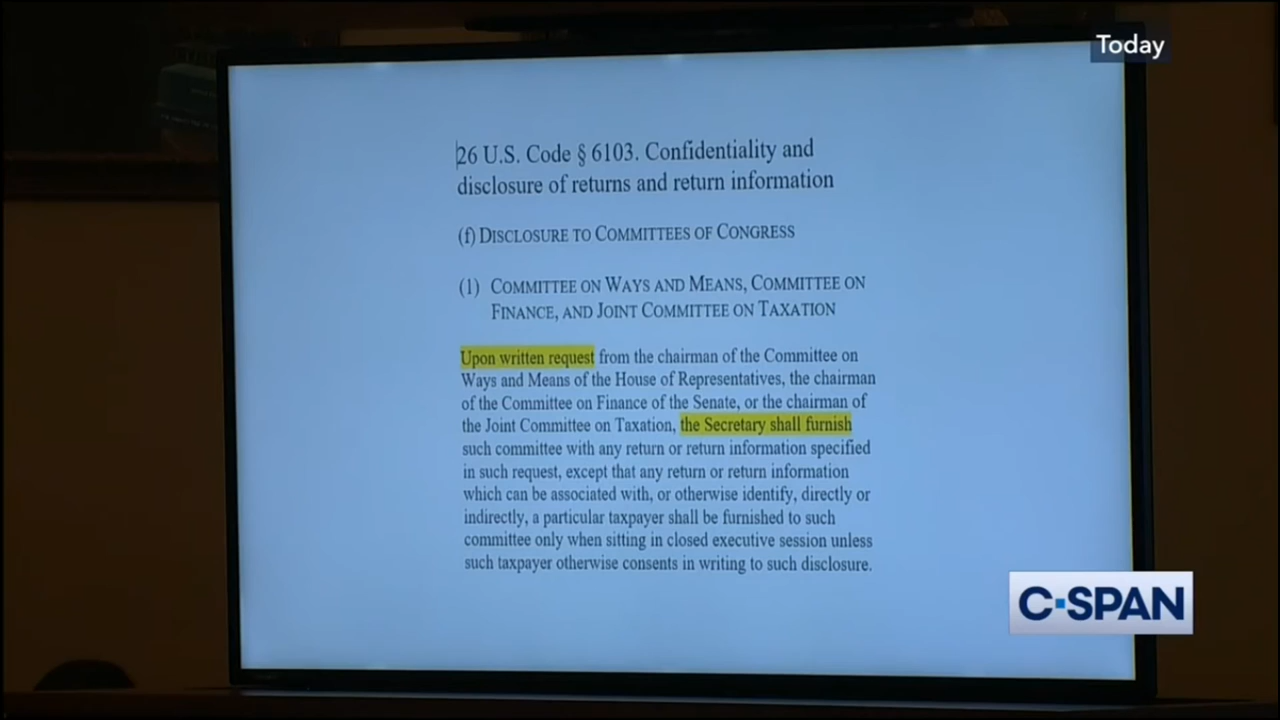 Today
26 U.S. Code § 6103. Confidentiality and
disclosure of returns and return information
(f) DISCLOSURE TO COMMITTEES OF CONGRESS
(1) COMMITTEE ON WAYS AND MEANS, COMMITTEE ON
FINANCE, AND JOINT COMMITTEE ON TAXATION
Upon written request from the chairman of the Committee on
Ways and Means of the House of Representatives, the chairman
of the Committee on Finance of the Senate, or the chairman of
the Joint Committee on Taxation, the Secretary shall furnish
such committee with any return or return information specified
in such request, except that any return or return information
which can be associated with, or otherwise identify, directly or
indirectly, a particular taxpayer shall be furnished to such
committee only when sitting in closed executive session unless
such taxpayer otherwise consents in writing to such disclosure.
C·SPAN